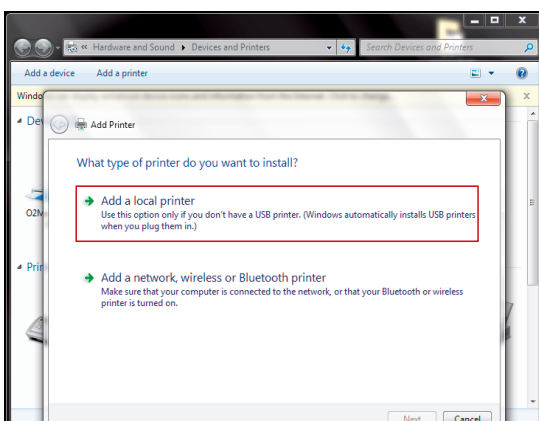 « Hardware and Sound ▸ Devices and Printers
Search Devices and Printers
Add a device Add a printer
Windo
Dev
Add Printer
What type of printer do you want to install?
Add a local printer
Use this option only if you don't have a USB printer. (Windows automatically installs USB printers
when you plug them in.)
O2M
Prin
Add a network, wireless or Bluetooth printer
Make sure that your computer is connected to the network, or that your Bluetooth or wireless
printer is turned on.
Next Cancel